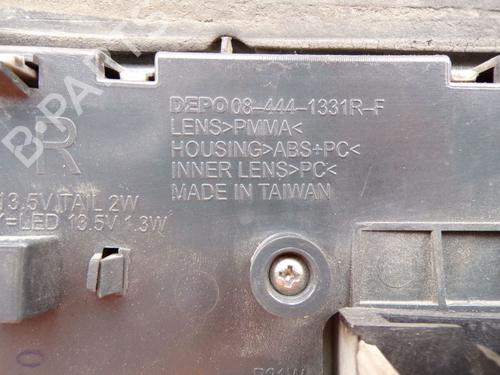 B-PARTS
DEPO 08-444-1331R-F
LENS>PMMA<
HOUSING>ABS+PC<
INNER LENS>PC<
MADE IN TAIWAN
R
13.5V,TAIL 2W
=LED 13.5V 1.3W